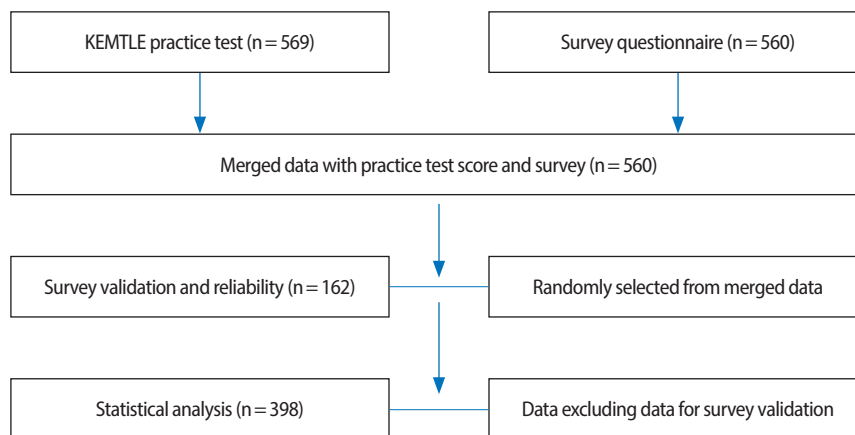 KEMTLE practice test (n = 569)
Survey questionnaire (n = 560)
Merged data with practice test score and survey (n = 560)
Survey validation and reliability (n = 162)
Randomly selected from merged data
Statistical analysis (n = 398)
Data excluding data for survey validation